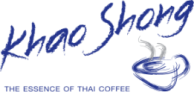 Khao Shong
THE ESSENCE OF THAI COFFEE